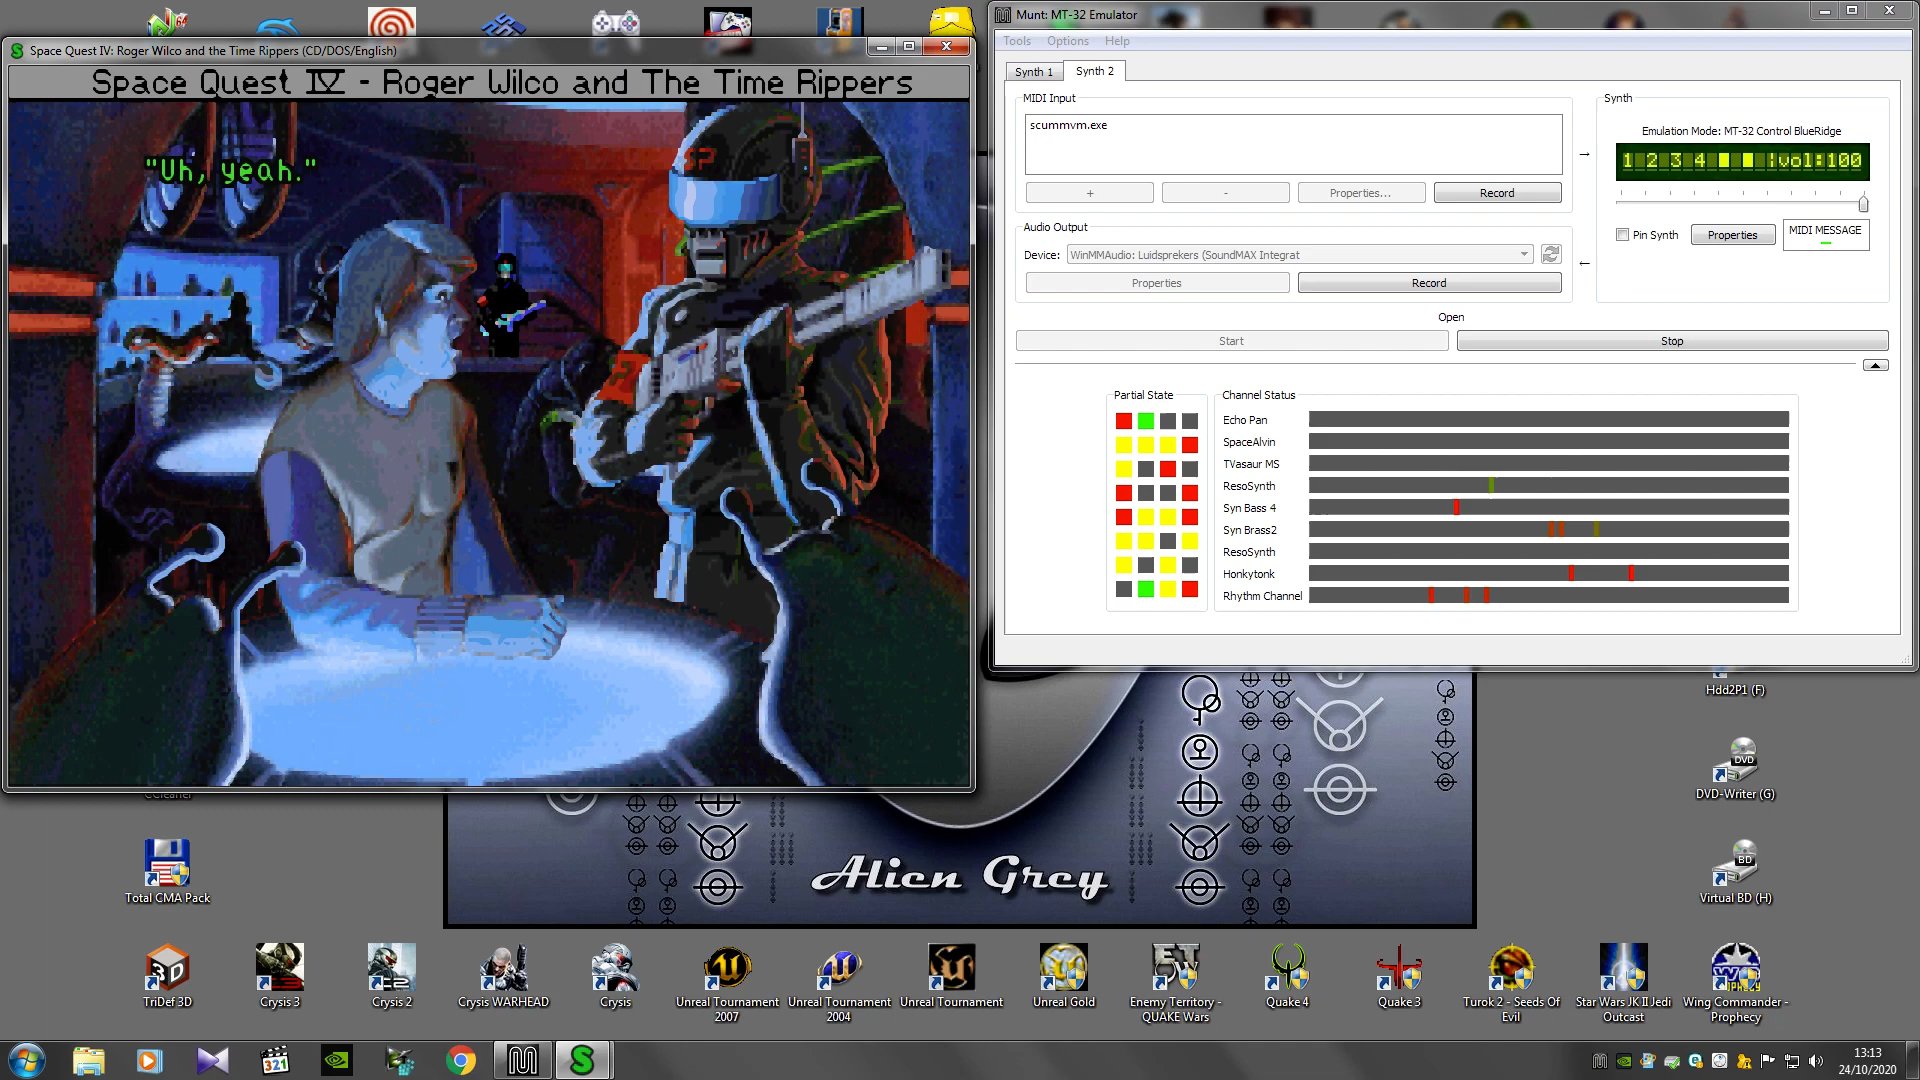 Space Quest IV: Roger Wilco and the Time Rippers (CD/DOS/English)
Space Quest IV - Roger Wilco and The Time Rippers
"Uh, yeah."
Munt: MT-32 Emulator
Tools Options Help
Synth 1 Synth 2
MIDI Input
scummvm.exe
+ - Properties... Record
Audio Output
Device: WinMMAudio: Luidsprekers (SoundMAX Integrat
Properties Record
Synth
Emulation Mode: MT-32 Control BlueRidge
1 2 3 4 |vol:100
Pin Synth Properties MIDI MESSAGE
Open
Start Stop
Partial State
Channel Status
Echo Pan
SpaceAlvin
TVasaur MS
ResoSynth
Syn Bass 4
Syn Brass2
ResoSynth
Honkytonk
Rhythm Channel
Hdd2P1 (F)
DVD
DVD-Writer (G)
BD
Virtual BD (H)
CCleaner
Total CMA Pack
Alien Grey
TriDef 3D
Crysis 3
Crysis 2
Crysis WARHEAD
Crysis
Unreal Tournament 2007
Unreal Tournament 2004
Unreal Tournament
Unreal Gold
Enemy Territory - QUAKE Wars
Quake 4
Quake 3
Turok 2 - Seeds Of Evil
Star Wars JK II Jedi Outcast
Wing Commander - Prophecy
321
13:13
24/10/2020